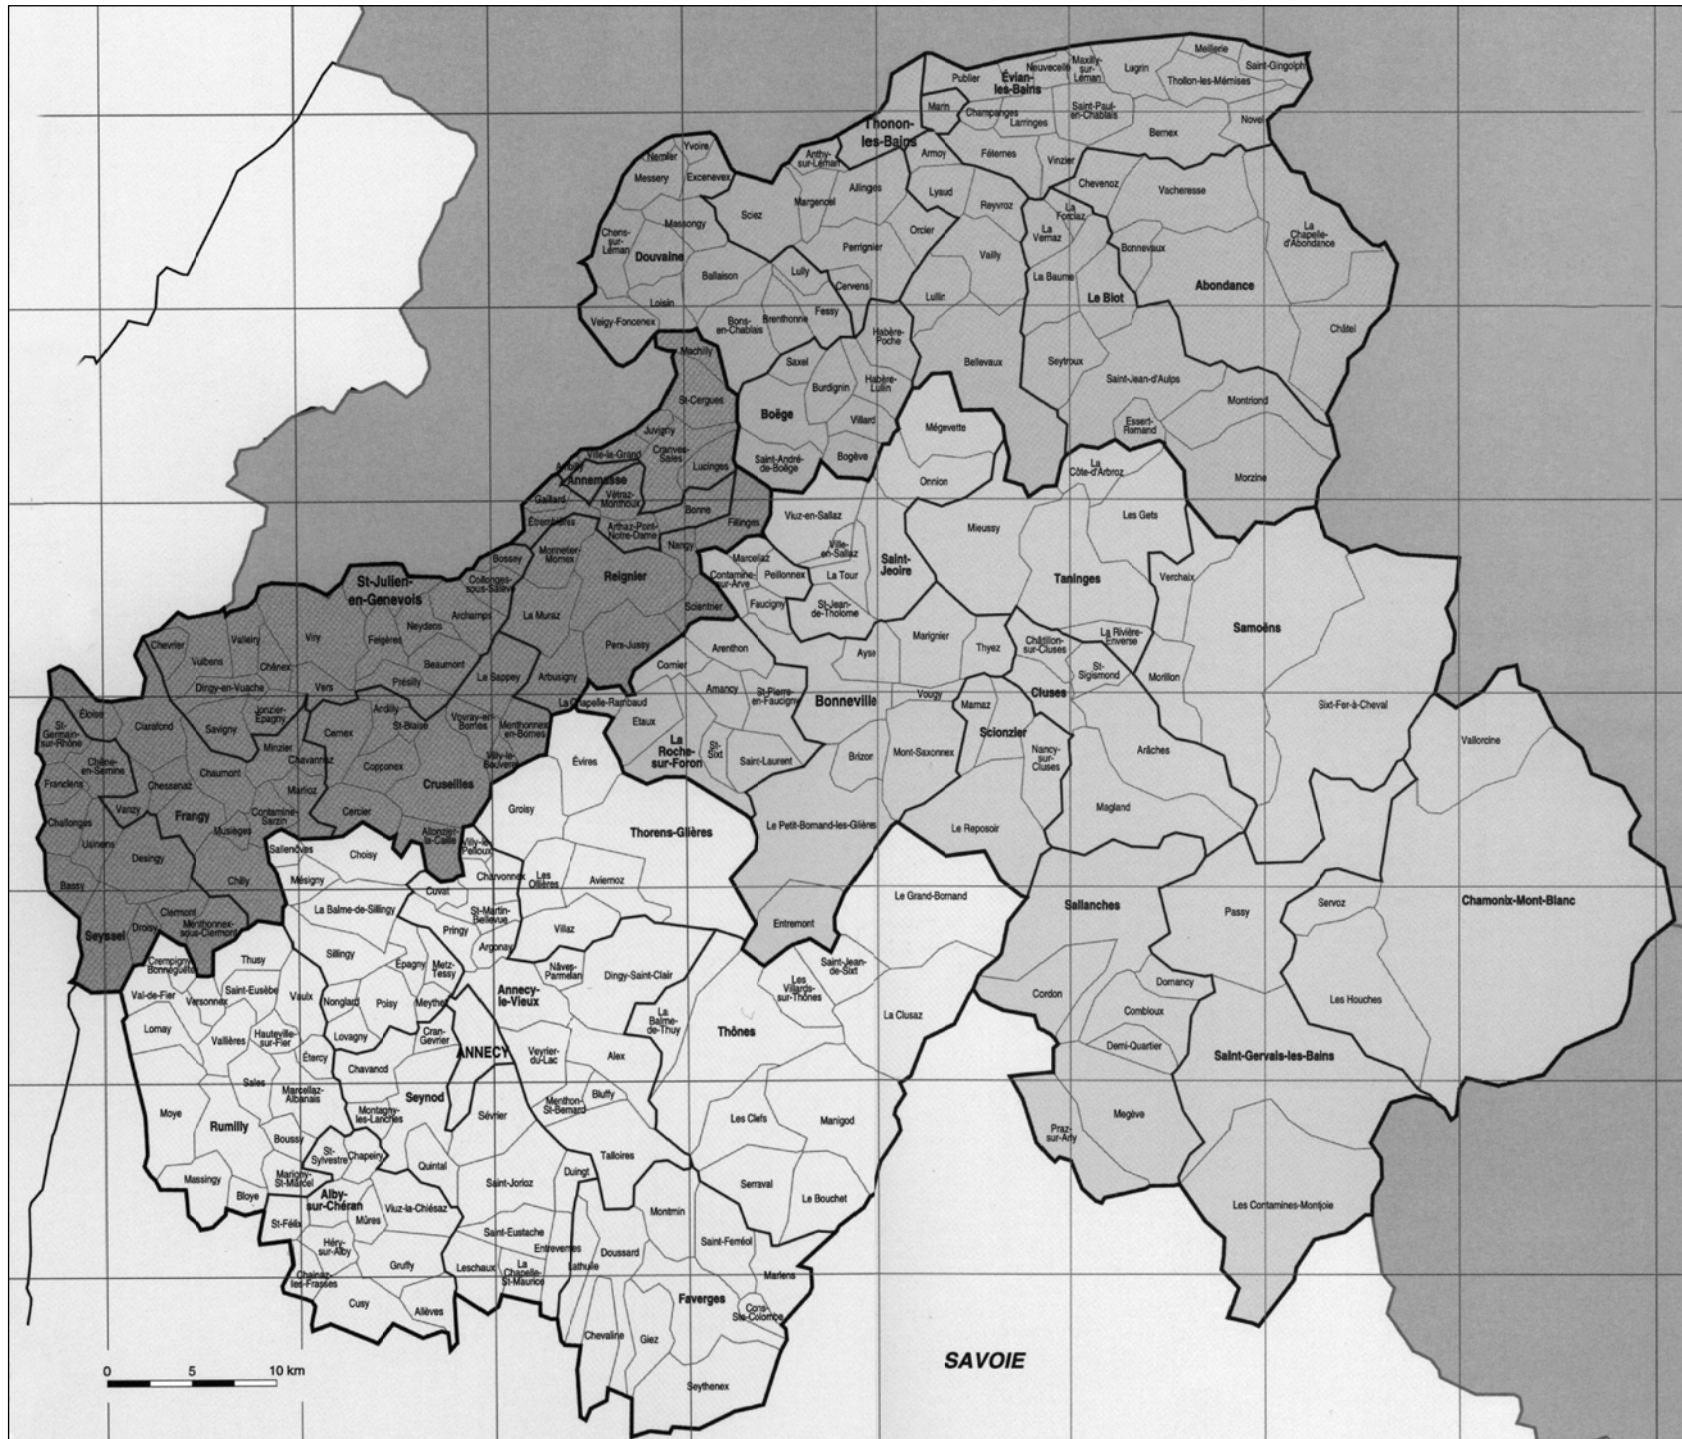 Meillerie
Saint-Gingolph
Neuvecelle
Maxilly-
sur-
Léman
Lugrin
Publier
Évian-
les-Bains
Thollon-les-Mémises
Marin
Champanges
Larringes
Saint-Paul-
en-Chablais
Novel
Bernex
Thonon-
les-Bains
Anthy-
sur-Léman
Armoy
Féternes
Vinzier
Yvoire
Nernier
Messery
Excenevex
Allinges
Lyaud
Chevenoz
Vacheresse
Margencel
Reyvroz
La
Forclaz
Sciez
Massongy
Orcier
La
Vernaz
Chens-
sur-
Léman
Douvaine
Perrignier
Vailly
Bonnevaux
La
Chapelle-
d'Abondance
Ballaison
Lully
Cervens
La Baume
Abondance
Loisin
Lullin
Le Biot
Veigy-Foncenex
Bons-
en-Chablais
Brenthonne
Fessy
Habère-
Poche
Châtel
Machilly
Saxel
Bellevaux
Seytroux
Burdignin
Habère-
Lullin
Saint-Jean-d'Aulps
St-Cergues
Montriond
Boëge
Villard
Mégevette
Essert-
Romand
Juvigny
Cranves-
Sales
Ville-la-Grand
Bogève
Saint-André-
de-Boëge
Lucinges
Ambilly
Annemasse
La
Côte-d'Arbroz
Morzine
Onnion
Gaillard
Vétraz-
Monthoux
Bonne
Étrembières
Arthaz-Pont-
Notre-Dame
Fillinges
Viuz-en-Sallaz
Mieussy
Les Gets
Nangy
Bossey
Monnetier-
Mornex
Ville-
en-Sallaz
Marcelaz
Saint-
Jeoire
Contamine-
sur-Arve
Peillonnex
La Tour
St-Julien-
en-Genevois
Collonges-
sous-Salève
Reignier
Taninges
Verchaix
Faucigny
St-Jean-
de-Tholome
Scientrier
Archamps
La Muraz
Neydens
Feigères
Viry
Valleiry
Chevrier
Vulbens
Chênex
Beaumont
Pers-Jussy
Arenthon
Ayse
Marignier
Thyez
Châtillon-
sur-Cluses
La Rivière-
Enverse
Samoëns
Cornier
St-
Sigismond
Morillon
Dingy-en-Vuache
Vers
Présilly
Le Sappey
Arbusigny
Amancy
St-Pierre-
en-Faucigny
Bonneville
Vougy
Cluses
La Chapelle-Rambaud
Marnaz
Sixt-Fer-à-Cheval
Éloise
St-
Germain-
sur-Rhône
Clarafond
Savigny
Jonzier-
Épagny
Cernex
Andilly
St-Blaise
Vovray-en-
Bornes
Menthonnex-
en-Bornes
Etaux
La
Roche-
sur-Foron
St-
Sixt
Saint-Laurent
Brizon
Mont-Saxonnex
Scionzier
Nancy-
sur-
Cluses
Arâches
Vallorcine
Minzier
Chavannaz
Copponex
Villy-le-
Bouveret
Évires
Chêne-
en-Semine
Franclens
Chessenaz
Chaumont
Marlioz
Cruseilles
Challonges
Vanzy
Frangy
Contamine-
Sarzin
Cercier
Groisy
Magland
Musièges
Allonzier-
la-Caille
Thorens-Glières
Le Petit-Bornand-les-Glières
Le Reposoir
Usinens
Desingy
Sallenôves
Choisy
Villy-le-
Pelloux
Bassy
Chilly
Mésigny
Cuvat
Charvonnex
Les
Ollières
Aviernoz
Le Grand-Bornand
Sallanches
Servoz
Chamonix-Mont-Blanc
Clermont
La Balme-de-Sillingy
St-Martin-
Bellevue
Passy
Seyssel
Droisy
Menthonnex-
sous-Clermont
Pringy
Villaz
Entremont
Sillingy
Argonay
Crempigny-
Bonneguête
Thusy
Épagny
Metz-
Tessy
Nâves-
Parmelan
Dingy-Saint-Clair
Saint-Jean-
de-Sixt
Les
Villards-
sur-Thônes
Domancy
Cordon
Val-de-Fier
Versonnex
Saint-Eusèbe
Vaulx
Nonglard
Poisy
Meythet
Annecy-
le-Vieux
Les Houches
Combloux
Lornay
Vallières
Hauteville-
sur-Fier
Lovagny
Cran-
Gevrier
La
Balme-
de-Thuy
Thônes
La Clusaz
Étercy
ANNECY
Veyrier-
du-Lac
Alex
Demi-Quartier
Saint-Gervais-les-Bains
Chavanod
Sales
Marcellaz-
Albanais
Seynod
Menthon-
St-Bernard
Bluffy
Moye
Rumilly
Montagny-
les-Lanches
Sévrier
Les Clefs
Manigod
Megève
Praz-
sur-Arly
Boussy
St-
Sylvestre
Chapeiry
Quintal
Talloires
Massingy
Marigny-
St-Marcel
Duingt
Saint-Jorioz
Serraval
Le Bouchet
Bloye
Alby-
sur-Chéran
Viuz-la-Chiésaz
Montmin
Les Contamines-Montjoie
St-Félix
Mûres
Saint-Eustache
Saint-Ferréol
Héry-
sur-Alby
Entrevernes
Doussard
Gruffy
Leschaux
La
Chapelle-
St-Maurice
Lathuile
Marlens
Chainaz-
les-Frasses
Cusy
Allèves
Faverges
Cons-
Ste-Colombe
Chevaline
Giez
Seythenex
SAVOIE
0 5 10 km